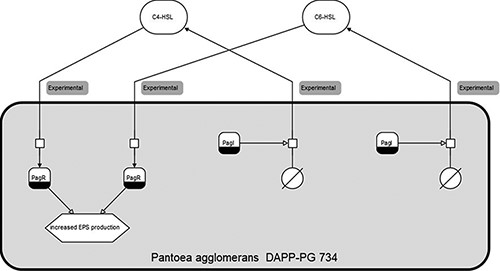 C4-HSL
C6-HSL
Experimental
Experimental
Experimental
Experimental
PagI
PagI
PagR
PagR
increased EPS production
Pantoea agglomerans DAPP-PG 734